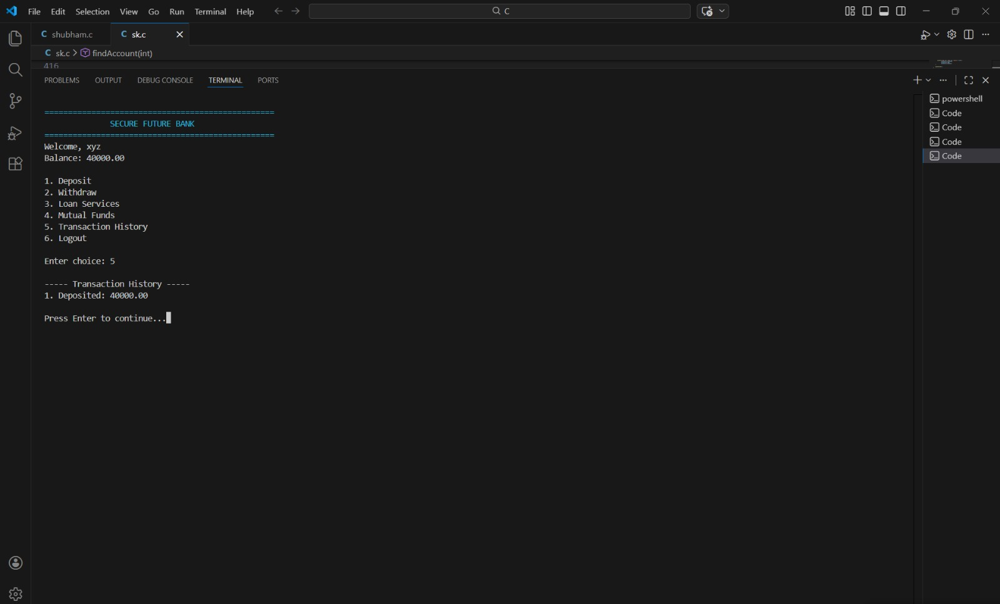 File Edit Selection View Go Run Terminal Help
C
C shubham.c
C sk.c
C sk.c > findAccount(int)
416
PROBLEMS OUTPUT DEBUG CONSOLE TERMINAL PORTS
=================================================
SECURE FUTURE BANK
=================================================
Welcome, xyz
Balance: 40000.00
1. Deposit
2. Withdraw
3. Loan Services
4. Mutual Funds
5. Transaction History
6. Logout
Enter choice: 5
----- Transaction History -----
1. Deposited: 40000.00
Press Enter to continue...
powershell
Code
Code
Code
Code